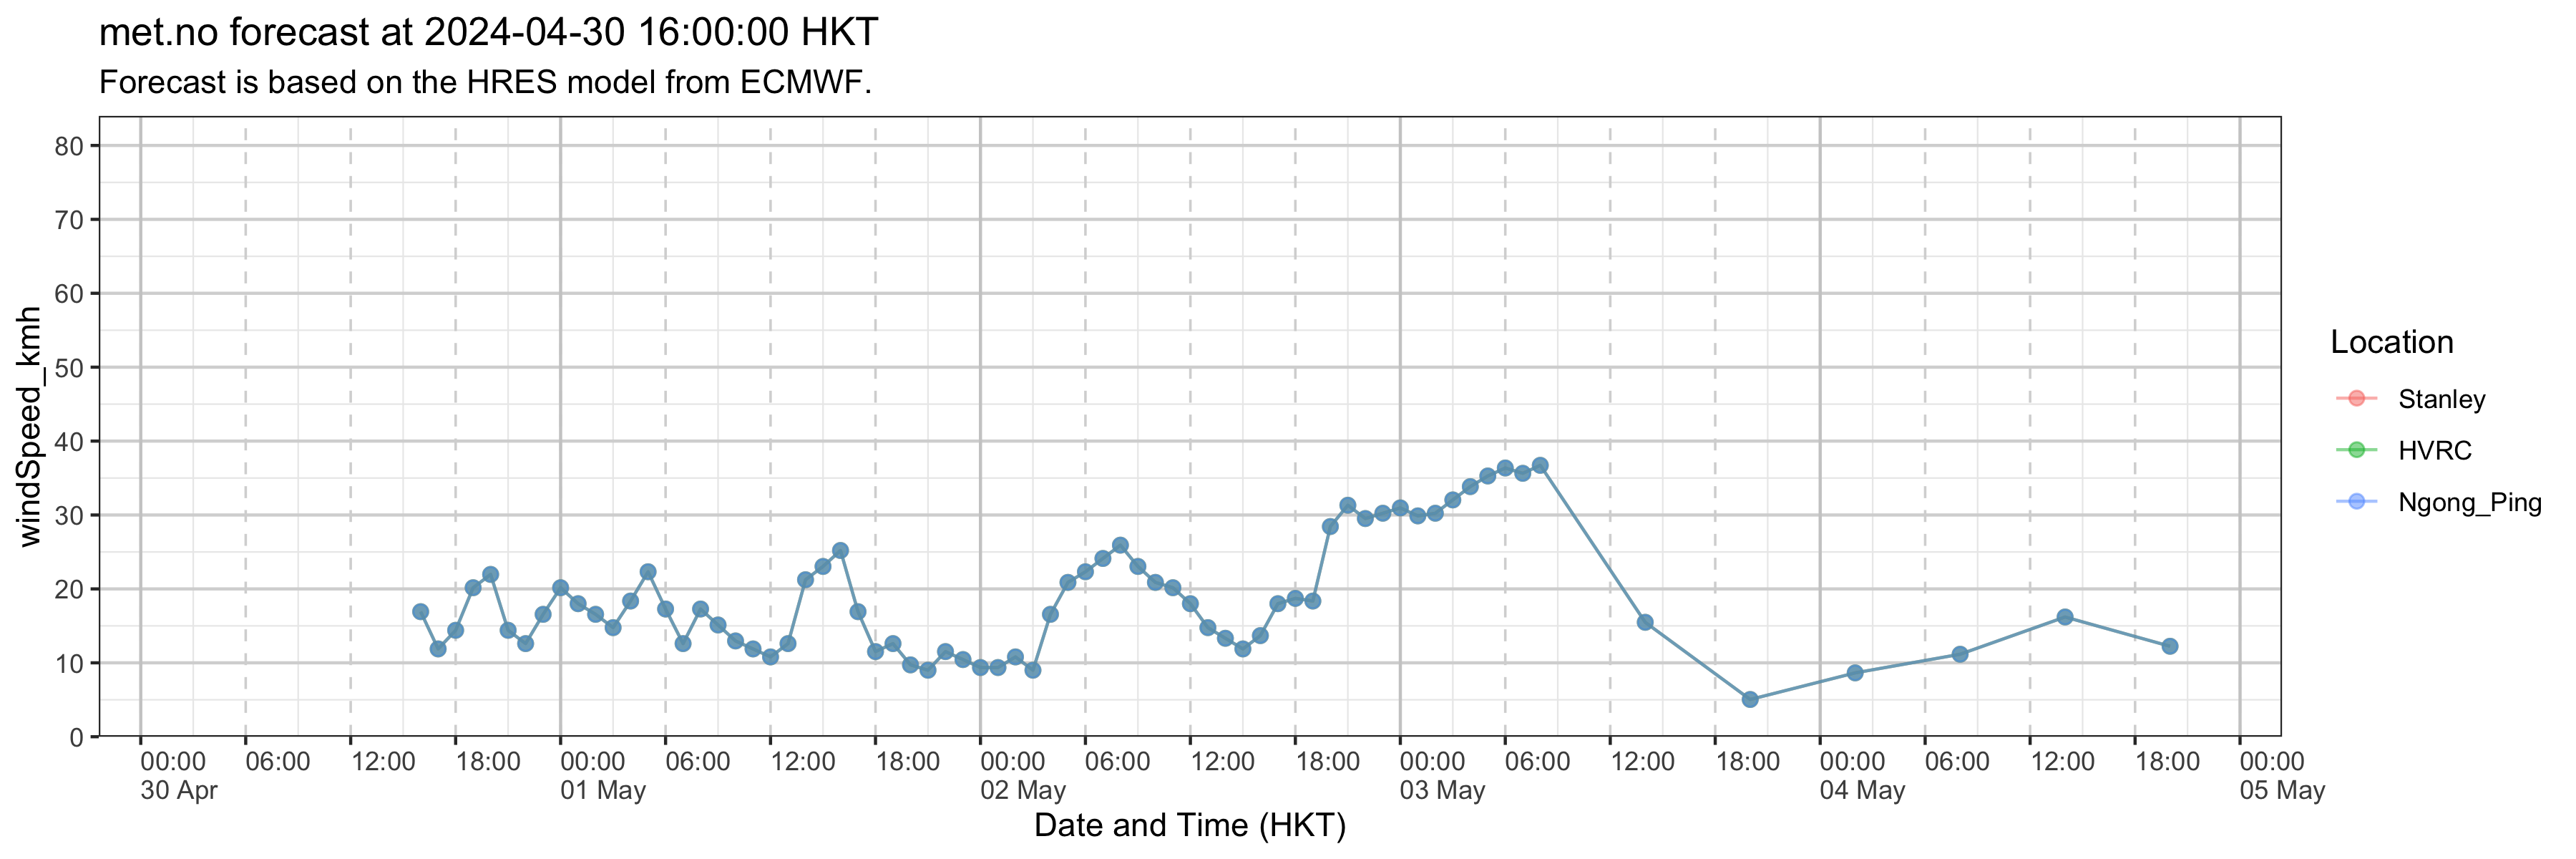 met.no forecast at 2024-04-30 16:00:00 HKT
Forecast is based on the HRES model from ECMWF.
windSpeed_kmh
80
70
60
50
40
30
20
10
0
00:00 06:00 12:00 18:00 00:00 06:00 12:00 18:00 00:00 06:00 12:00 18:00 00:00 06:00 12:00 18:00 00:00 06:00 12:00 18:00 00:00
30 Apr 01 May 02 May 03 May 04 May 05 May
Date and Time (HKT)
Location
Stanley
HVRC
Ngong_Ping